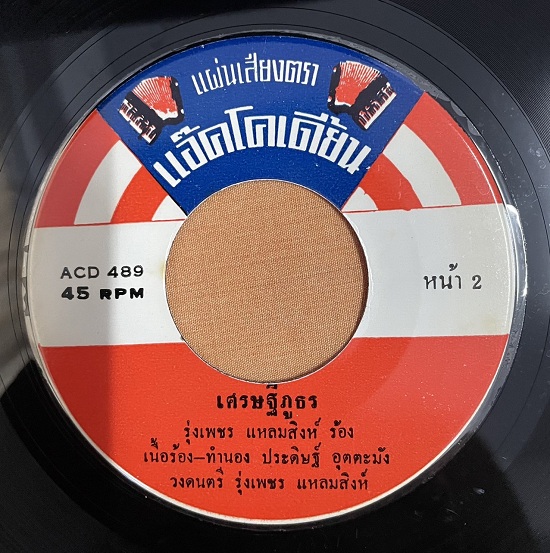 แผ่นเสียงตรา
แอ๊คโคเดียน
ACD 489
45 RPM
หน้า 2
เศรษฐีภูธร
รุ่งเพชร แหลมสิงห์ ร้อง
เนื้อร้อง–ทำนอง ประดิษฐ์ อุตตะมัง
วงดนตรี รุ่งเพชร แหลมสิงห์